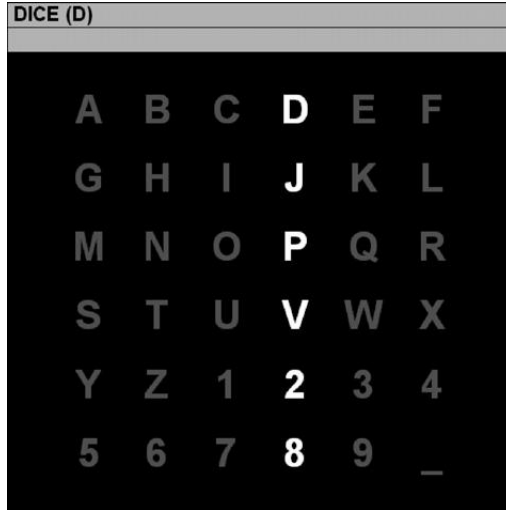 DICE (D)
A B C D E F
G H I J K L
M N O P Q R
S T U V W X
Y Z 1 2 3 4
5 6 7 8 9 _